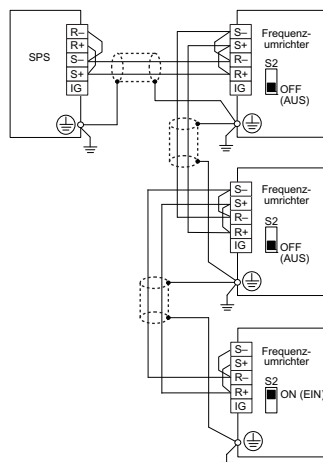 SPS
R–
R+
S–
S+
IG
S–
S+
R–
R+
IG
Frequenz-
umrichter
S2
OFF
(AUS)
S–
S+
R–
R+
IG
Frequenz-
umrichter
S2
OFF
(AUS)
S–
S+
R–
R+
IG
Frequenz-
umrichter
S2
ON (EIN)